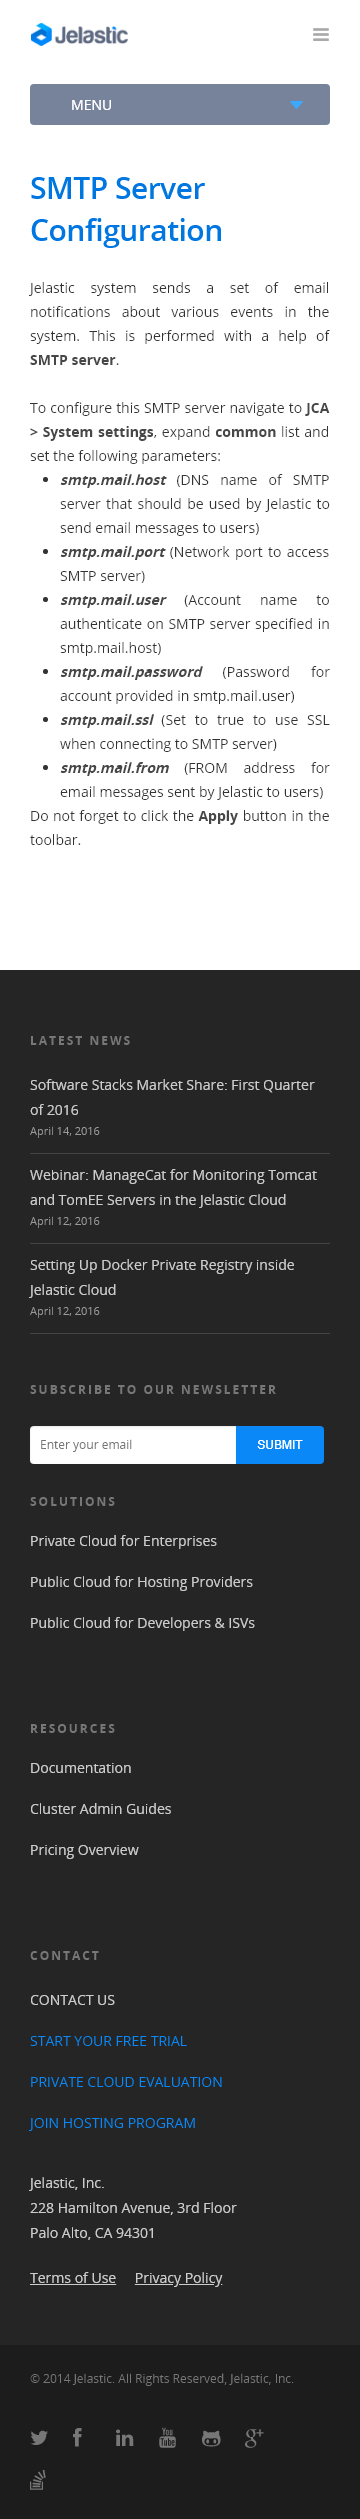 Jelastic
MENU
SMTP Server
Configuration
Jelastic system sends a set of email
notifications about various events in the
system. This is performed with a help of
SMTP server.
To configure this SMTP server navigate to JCA
> System settings, expand common list and
set the following parameters:
• smtp.mail.host (DNS name of SMTP
server that should be used by Jelastic to
send email messages to users)
• smtp.mail.port (Network port to access
SMTP server)
• smtp.mail.user (Account name to
authenticate on SMTP server specified in
smtp.mail.host)
• smtp.mail.password (Password for
account provided in smtp.mail.user)
• smtp.mail.ssl (Set to true to use SSL
when connecting to SMTP server)
• smtp.mail.from (FROM address for
email messages sent by Jelastic to users)
Do not forget to click the Apply button in the
toolbar.
LATEST NEWS
Software Stacks Market Share: First Quarter
of 2016
April 14, 2016
Webinar: ManageCat for Monitoring Tomcat
and TomEE Servers in the Jelastic Cloud
April 12, 2016
Setting Up Docker Private Registry inside
Jelastic Cloud
April 12, 2016
SUBSCRIBE TO OUR NEWSLETTER
Enter your email SUBMIT
SOLUTIONS
Private Cloud for Enterprises
Public Cloud for Hosting Providers
Public Cloud for Developers & ISVs
RESOURCES
Documentation
Cluster Admin Guides
Pricing Overview
CONTACT
CONTACT US
START YOUR FREE TRIAL
PRIVATE CLOUD EVALUATION
JOIN HOSTING PROGRAM
Jelastic, Inc.
228 Hamilton Avenue, 3rd Floor
Palo Alto, CA 94301
Terms of Use Privacy Policy
© 2014 Jelastic. All Rights Reserved, Jelastic, Inc.
You Tube